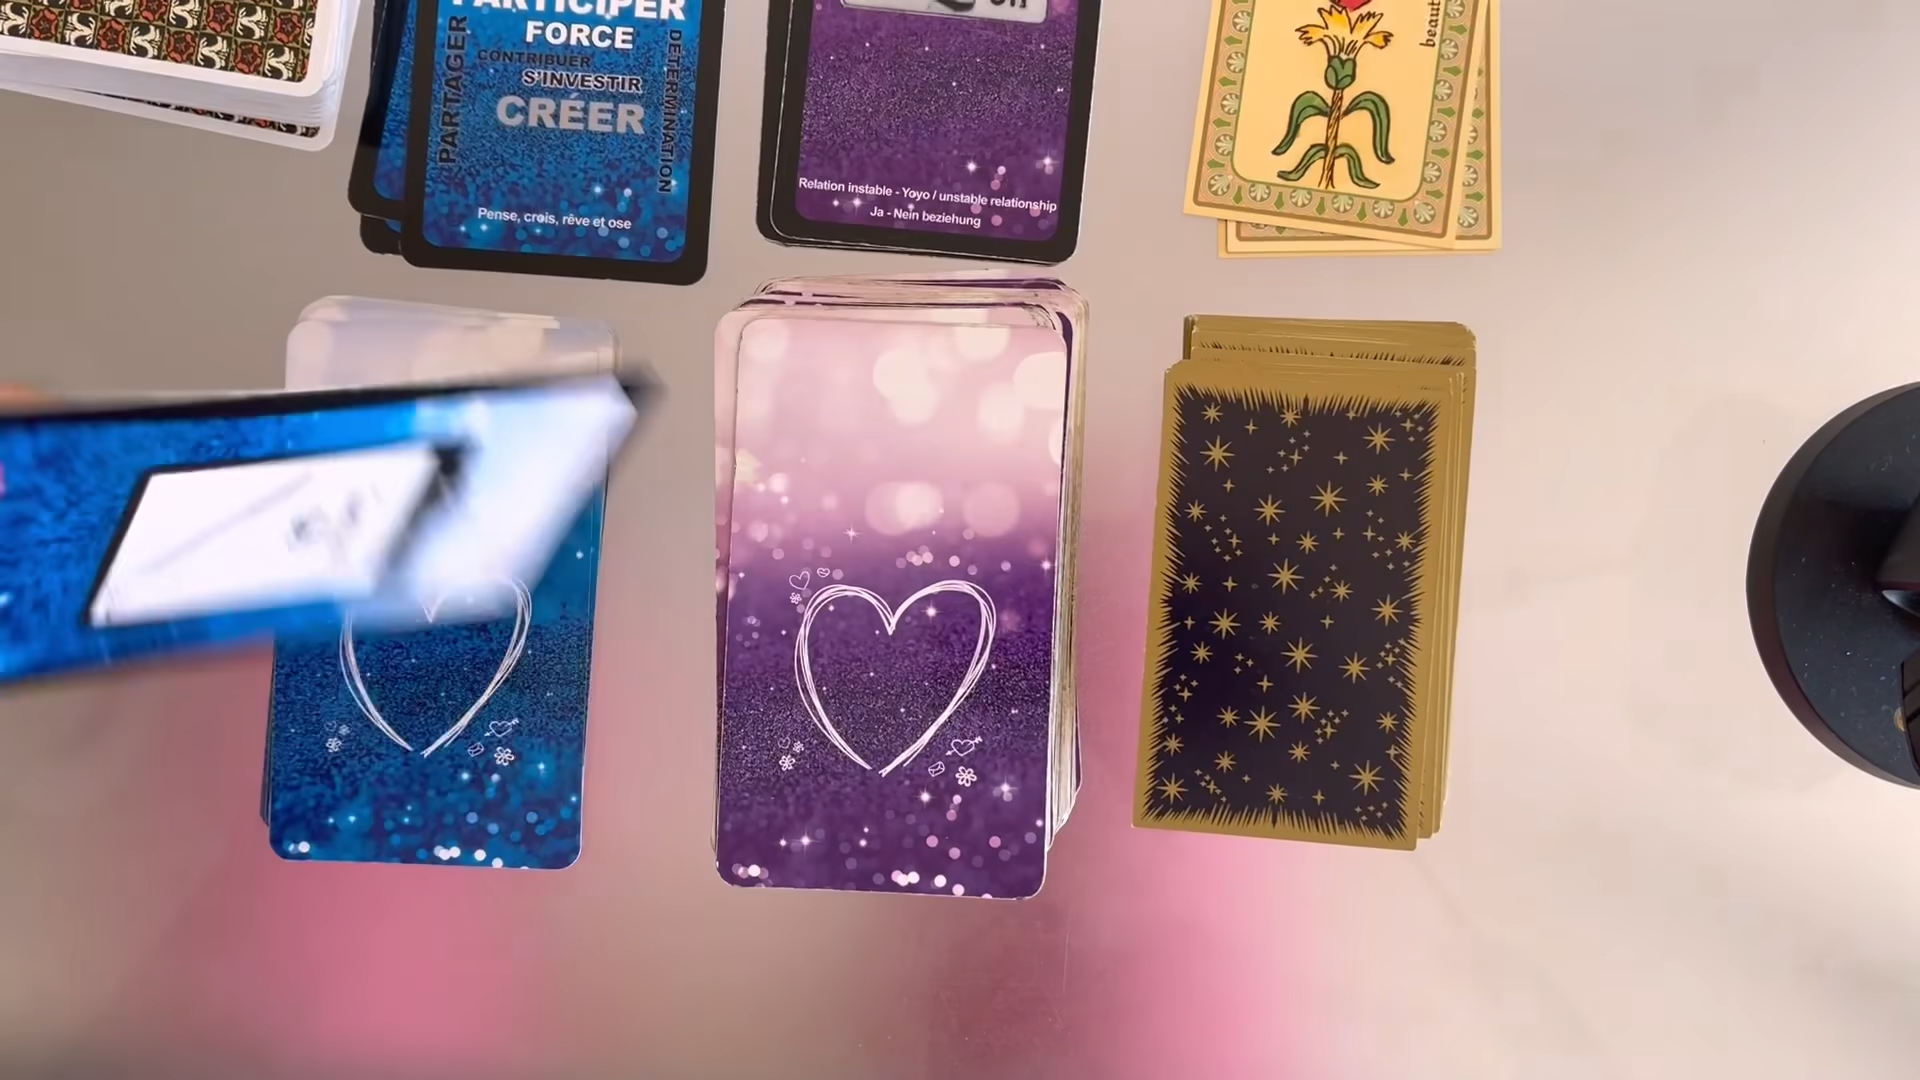 PARTICIPER
FORCE
CONTRIBUER
S'INVESTIR
CRÉER
PARTAGER
DÉTERMINATION
Pense, crois, rêve et ose
Relation instable - Yoyo / unstable relationship
Ja - Nein beziehung